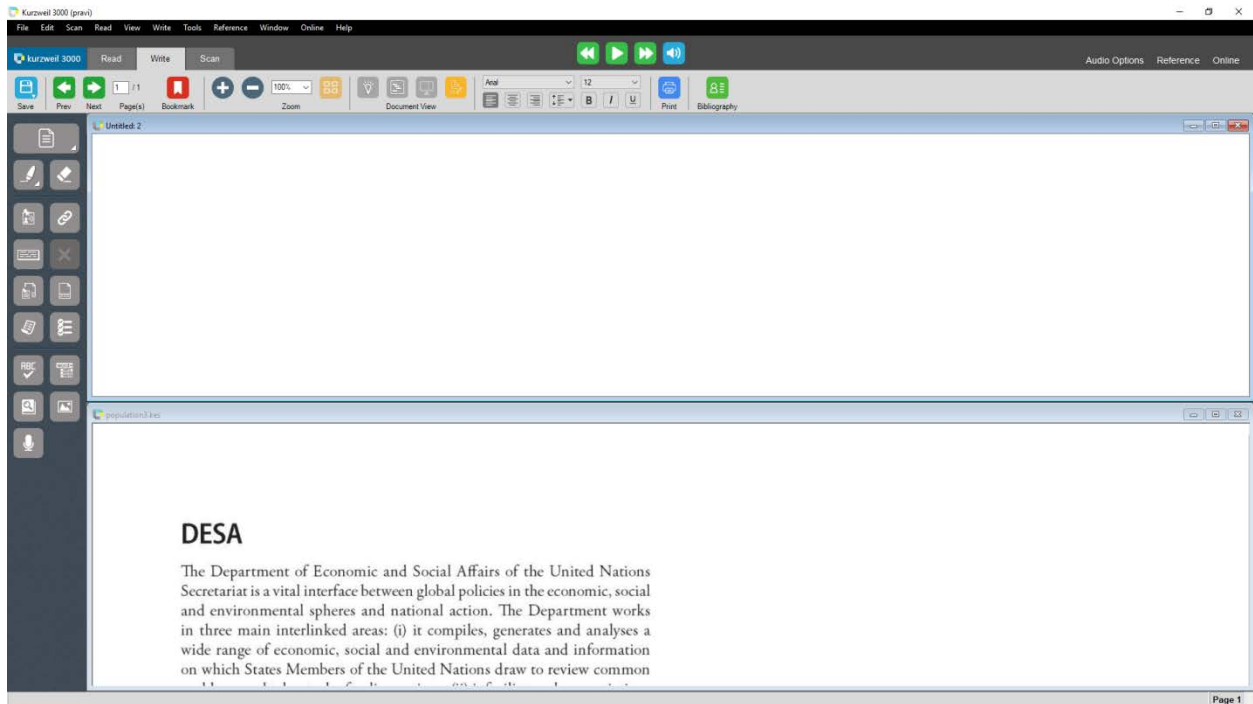 Kurzweil 3000 (pravi)
File Edit Scan Read View Write Tools Reference Window Online Help
kurzweil 3000 Read Write Scan Audio Options Reference Online
1 / 1 100% Arial 12
B I U
Save Prev Next Page(s) Bookmark Zoom Document View Print Bibliography
Untitled: 2
ABC
population3.kes
DESA
The Department of Economic and Social Affairs of the United Nations
Secretariat is a vital interface between global policies in the economic, social
and environmental spheres and national action. The Department works
in three main interlinked areas: (i) it compiles, generates and analyses a
wide range of economic, social and environmental data and information
on which States Members of the United Nations draw to review common
Page 1